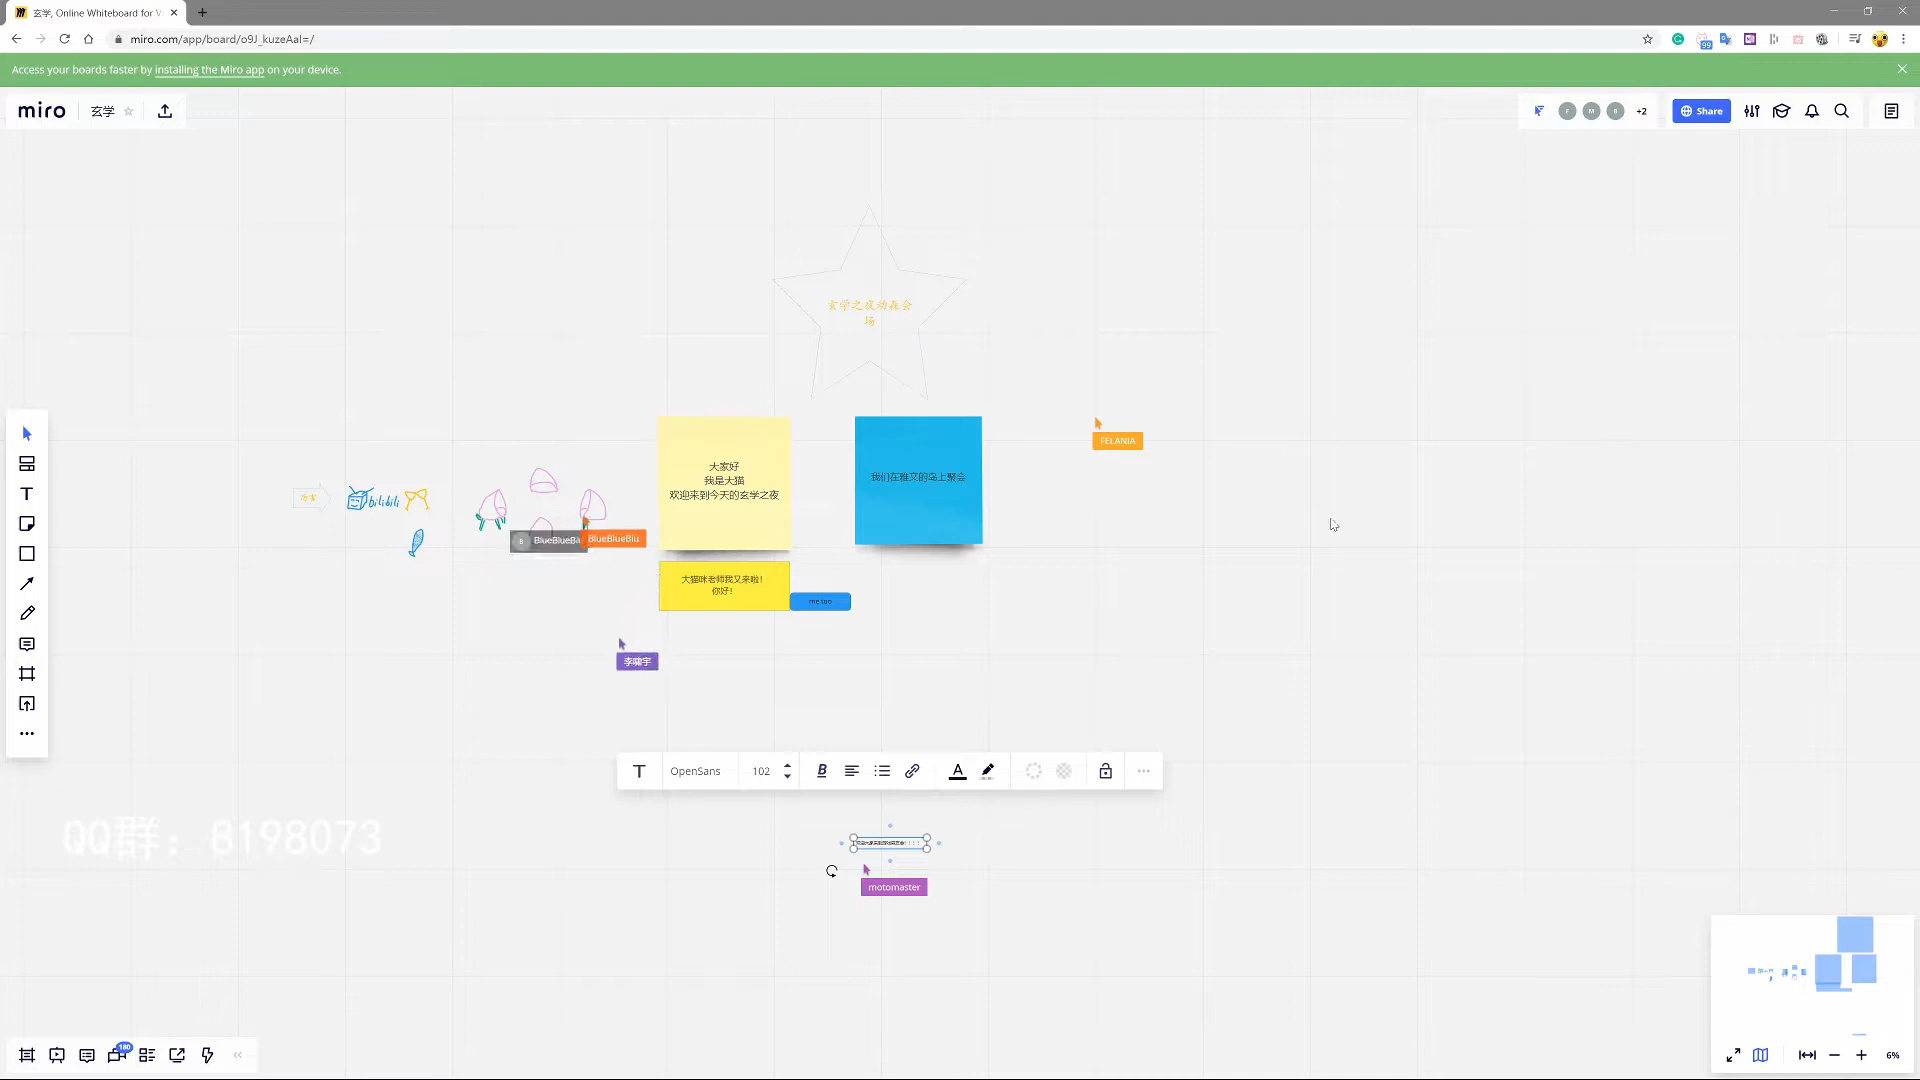 玄学, Online Whiteboard for V
miro.com/app/board/o9J_kuzeAaI=/
99
Access your boards faster by installing the Miro app on your device.
miro
玄学
F
M
B
+2
Share
玄学之夜动森会
场
大家好
我是大猫
欢迎来到今天的玄学之夜
我们在雅文的岛上聚会
FELANIA
bilibili
B
BlueBlueBi
BlueBlueBiu
大猫咪老师我又来啦！
你好！
me too
李啸宇
T
OpenSans
102
B
A
QQ群：8198073
motomaster
180
6%